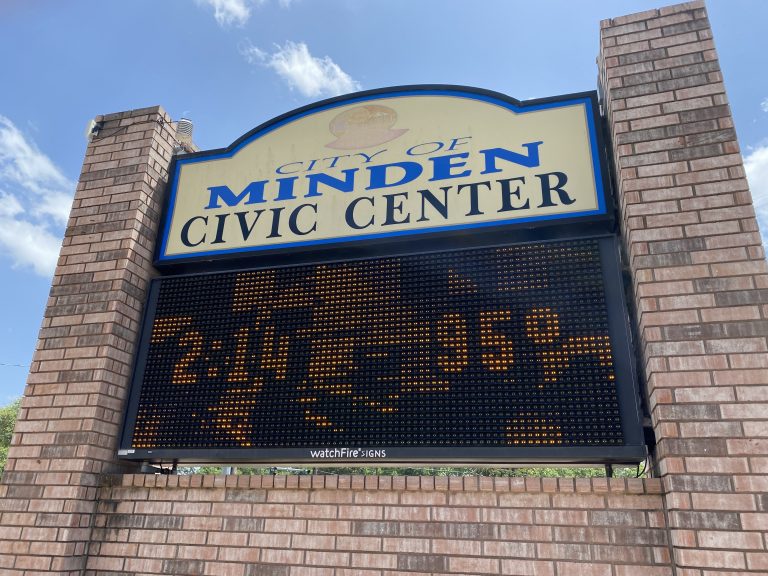 CITY OF
MINDEN
CIVIC CENTER
2:14 95°
watchFire SIGNS